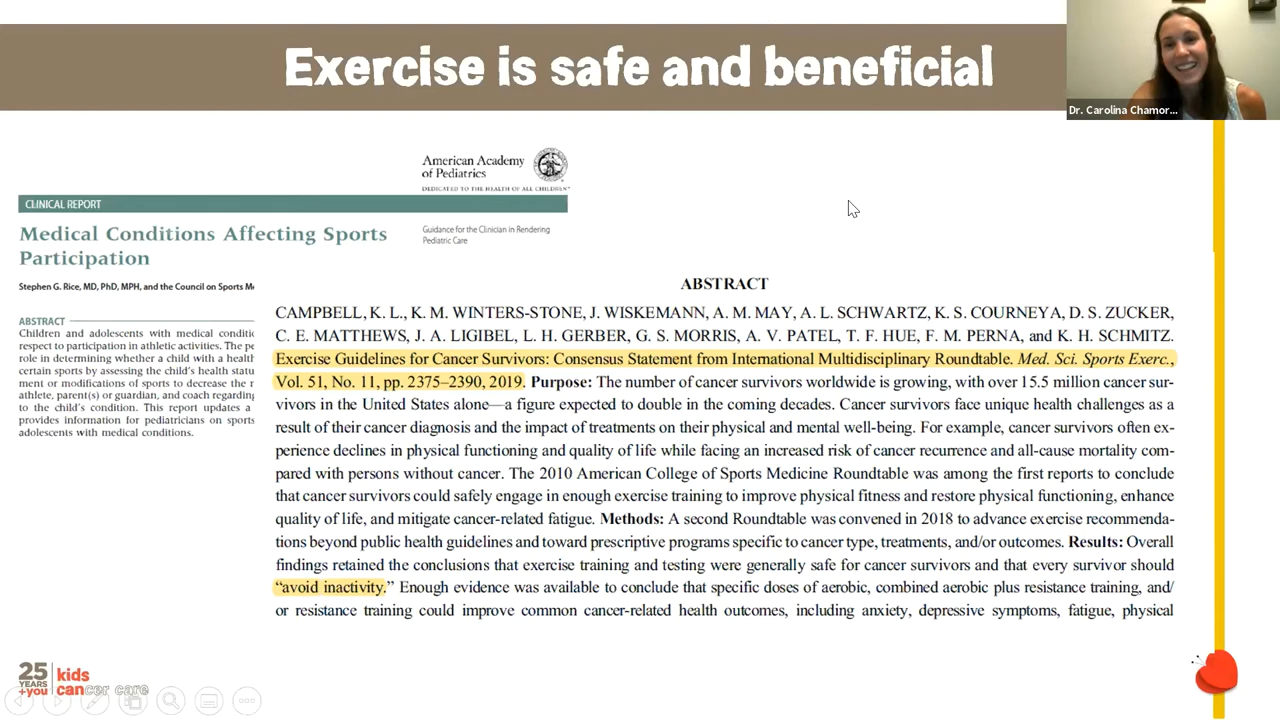 Exercise is safe and beneficial
Dr. Carolina Chamor...
American Academy
of Pediatrics
DEDICATED TO THE HEALTH OF ALL CHILDREN™
CLINICAL REPORT
Medical Conditions Affecting Sports
Participation
Guidance for the Clinician in Rendering
Pediatric Care
Stephen G. Rice, MD, PhD, MPH, and the Council on Sports
ABSTRACT
Children and adolescents with medical
respect to participation in athletic activities. The
role in determining whether a child with a health
certain sports by assessing the child's health
ment or modifications of sports to decrease the
athlete, parent(s) or guardian, and coach regarding
to the child's condition. This report updates a
provides information for pediatricians on sports
adolescents with medical conditions.
ABSTRACT
CAMPBELL, K. L., K. M. WINTERS-STONE, J. WISKEMANN, A. M. MAY, A. L. SCHWARTZ, K. S. COURNEYA, D. S. ZUCKER,
C. E. MATTHEWS, J. A. LIGIBEL, L. H. GERBER, G. S. MORRIS, A. V. PATEL, T. F. HUE, F. M. PERNA, and K. H. SCHMITZ.
Exercise Guidelines for Cancer Survivors: Consensus Statement from International Multidisciplinary Roundtable. Med. Sci. Sports Exerc.,
Vol. 51, No. 11, pp. 2375–2390, 2019. Purpose: The number of cancer survivors worldwide is growing, with over 15.5 million cancer sur-
vivors in the United States alone—a figure expected to double in the coming decades. Cancer survivors face unique health challenges as a
result of their cancer diagnosis and the impact of treatments on their physical and mental well-being. For example, cancer survivors often ex-
perience declines in physical functioning and quality of life while facing an increased risk of cancer recurrence and all-cause mortality com-
pared with persons without cancer. The 2010 American College of Sports Medicine Roundtable was among the first reports to conclude
that cancer survivors could safely engage in enough exercise training to improve physical fitness and restore physical functioning, enhance
quality of life, and mitigate cancer-related fatigue. Methods: A second Roundtable was convened in 2018 to advance exercise recommenda-
tions beyond public health guidelines and toward prescriptive programs specific to cancer type, treatments, and/or outcomes. Results: Overall
findings retained the conclusions that exercise training and testing were generally safe for cancer survivors and that every survivor should
“avoid inactivity.” Enough evidence was available to conclude that specific doses of aerobic, combined aerobic plus resistance training, and/
or resistance training could improve common cancer-related health outcomes, including anxiety, depressive symptoms, fatigue, physical
25
YEARS
+you
kids
cancer care